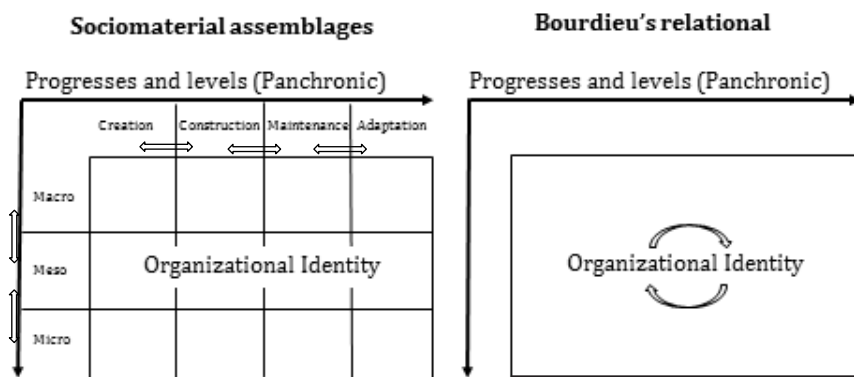 Sociomaterial assemblages
Bourdieu's relational
Progresses and levels (Panchronic)
Progresses and levels (Panchronic)
Creation Construction Maintenance Adaptation
Macro
Meso
Organizational Identity
Organizational Identity
Micro